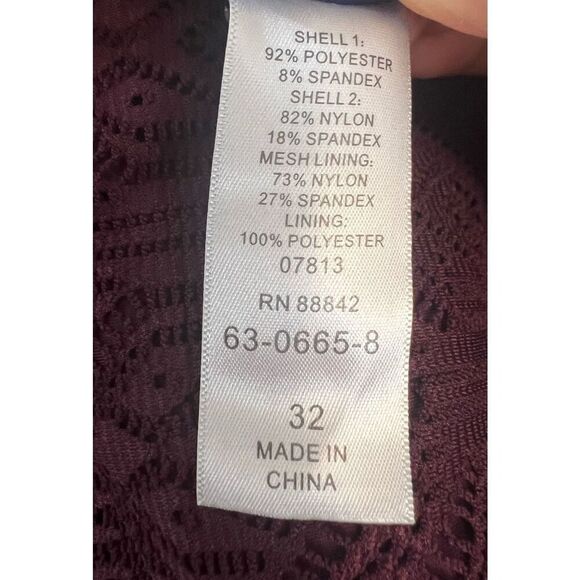 SHELL 1:
92% POLYESTER
8% SPANDEX
SHELL 2:
82% NYLON
18% SPANDEX
MESH LINING:
73% NYLON
27% SPANDEX
LINING:
100% POLYESTER
07813
RN 88842
63-0665-8
32
MADE IN
CHINA